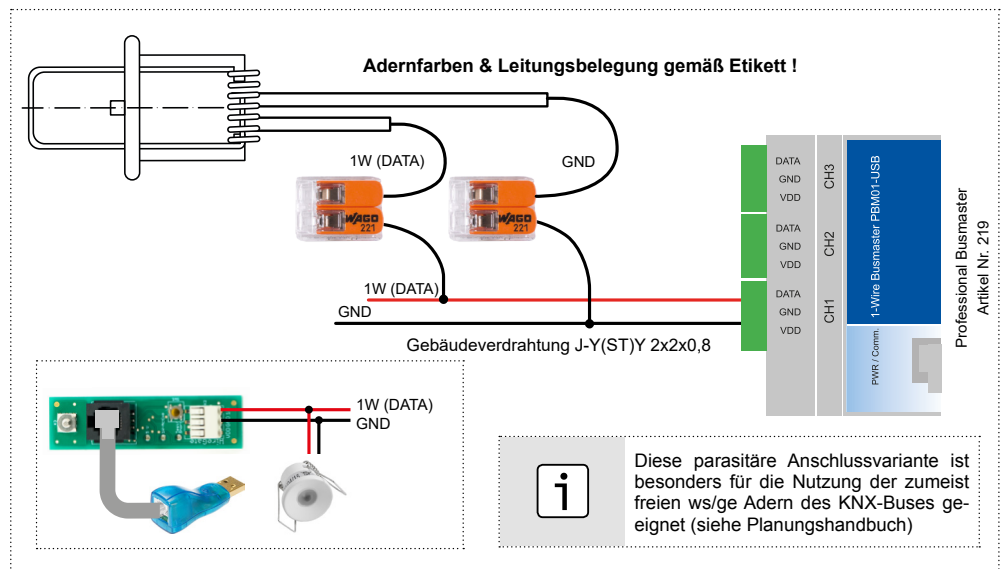 Adernfarben & Leitungsbelegung gemäß Etikett !
1W (DATA)
GND
WAGO
221
WAGO
221
1W (DATA)
GND
Gebäudeverdrahtung J-Y(ST)Y 2x2x0,8
DATA
GND
VDD
CH3
DATA
GND
VDD
CH2
DATA
GND
VDD
CH1
1-Wire Busmaster PBM01-USB
PWR / Comm.
Professional Busmaster
Artikel Nr. 219
1W (DATA)
GND
i
Diese parasitäre Anschlussvariante ist
besonders für die Nutzung der zumeist
freien ws/ge Adern des KNX-Buses ge-
eignet (siehe Planungshandbuch)